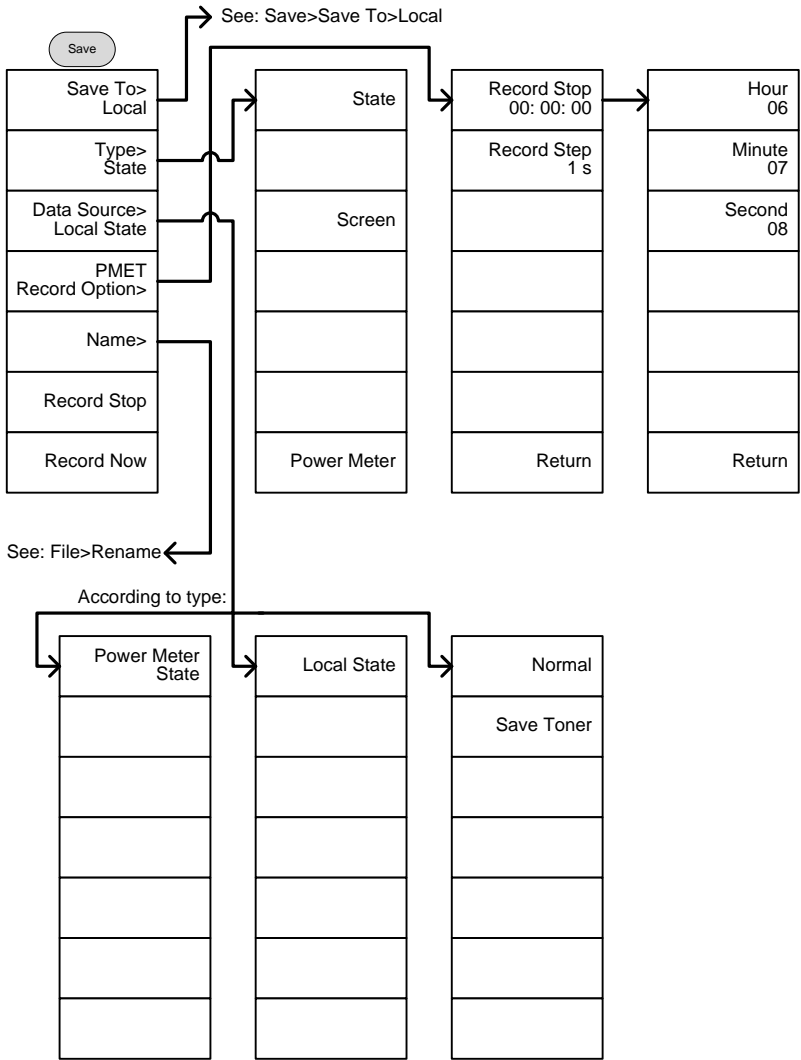 See: Save>Save To>Local
Save
Save To>
Local
Type>
State
Data Source>
Local State
PMET
Record Option>
Name>
Record Stop
Record Now
State
Screen
Power Meter
Record Stop
00: 00: 00
Record Step
1 s
Return
Hour
06
Minute
07
Second
08
Return
See: File>Rename
According to type:
Power Meter
State
Local State
Normal
Save Toner